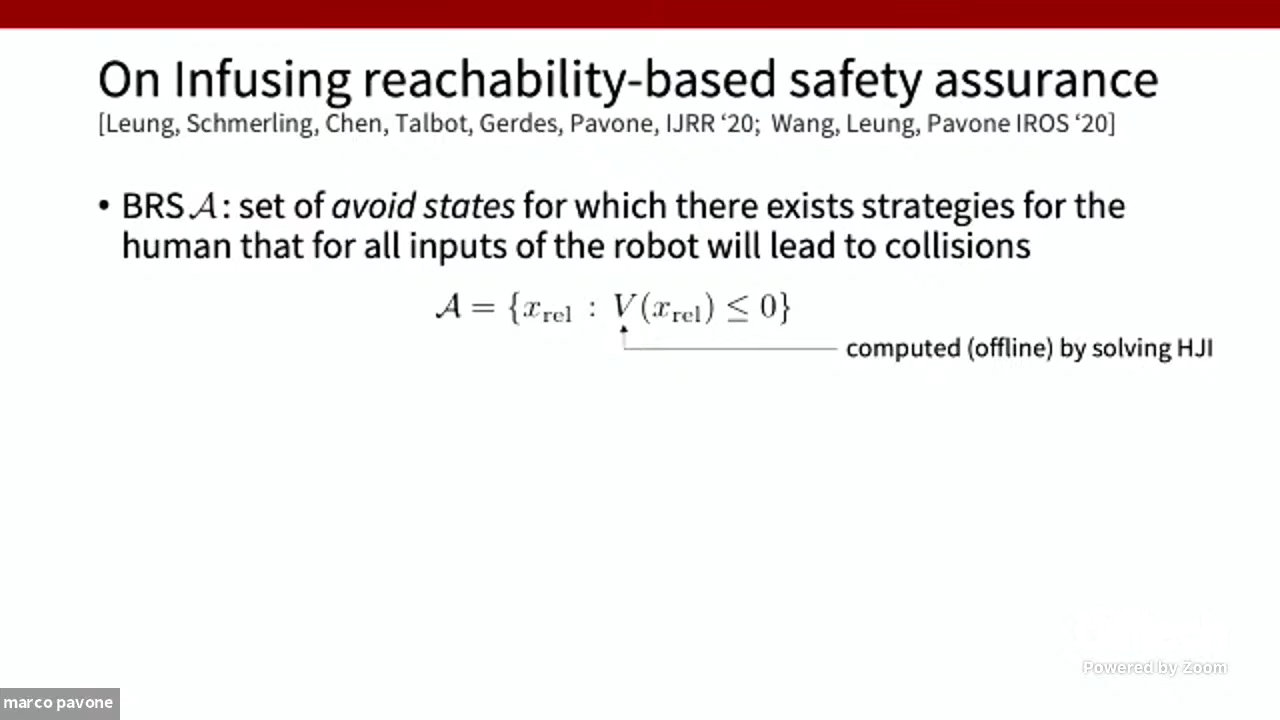 On Infusing reachability-based safety assurance
[Leung, Schmerling, Chen, Talbot, Gerdes, Pavone, IJRR ‘20; Wang, Leung, Pavone IROS ‘20]
• BRS 𝒜: set of avoid states for which there exists strategies for the
human that for all inputs of the robot will lead to collisions
𝒜 = {x_rel : V(x_rel) ≤ 0}
computed (offline) by solving HJI
Powered by Zoom
marco pavone